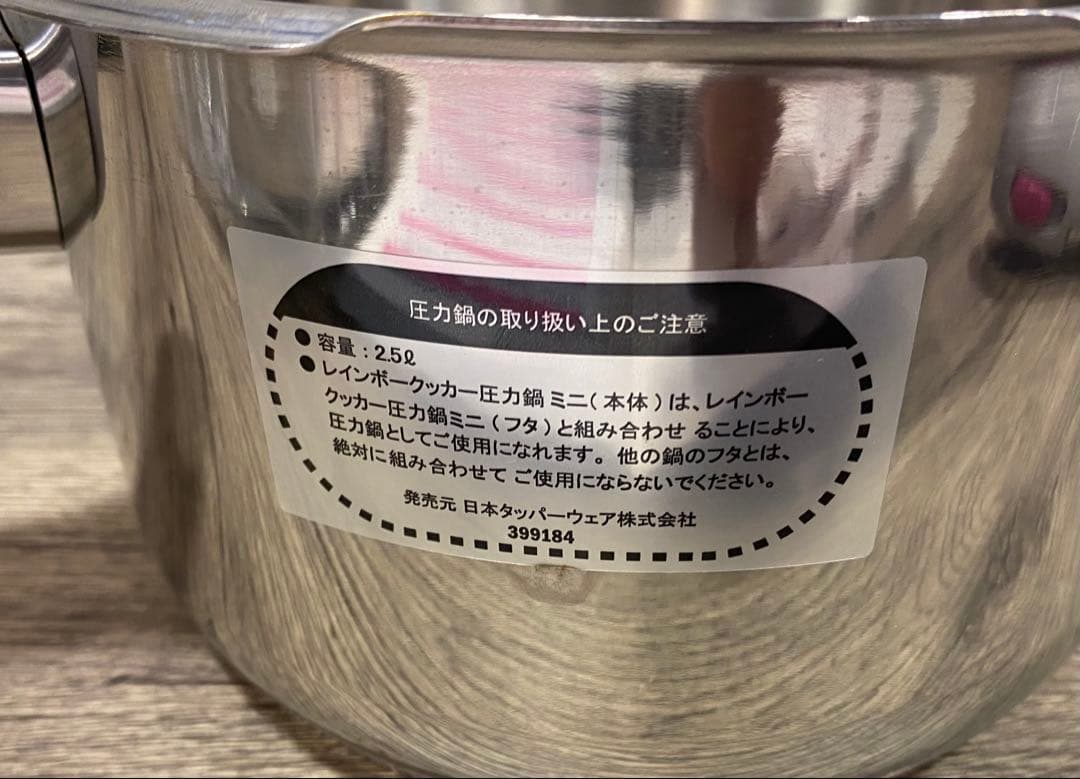 圧力鍋の取り扱い上のご注意
● 容量：2.5ℓ
● レインボークッカー圧力鍋 ミニ（本体）は、レインボー
クッカー圧力鍋ミニ（フタ）と組み合わせ ることにより、
圧力鍋としてご使用になれます。他の鍋のフタとは、
絶対に組み合わせて ご使用にならないでください。
発売元 日本タッパーウェア株式会社
399184